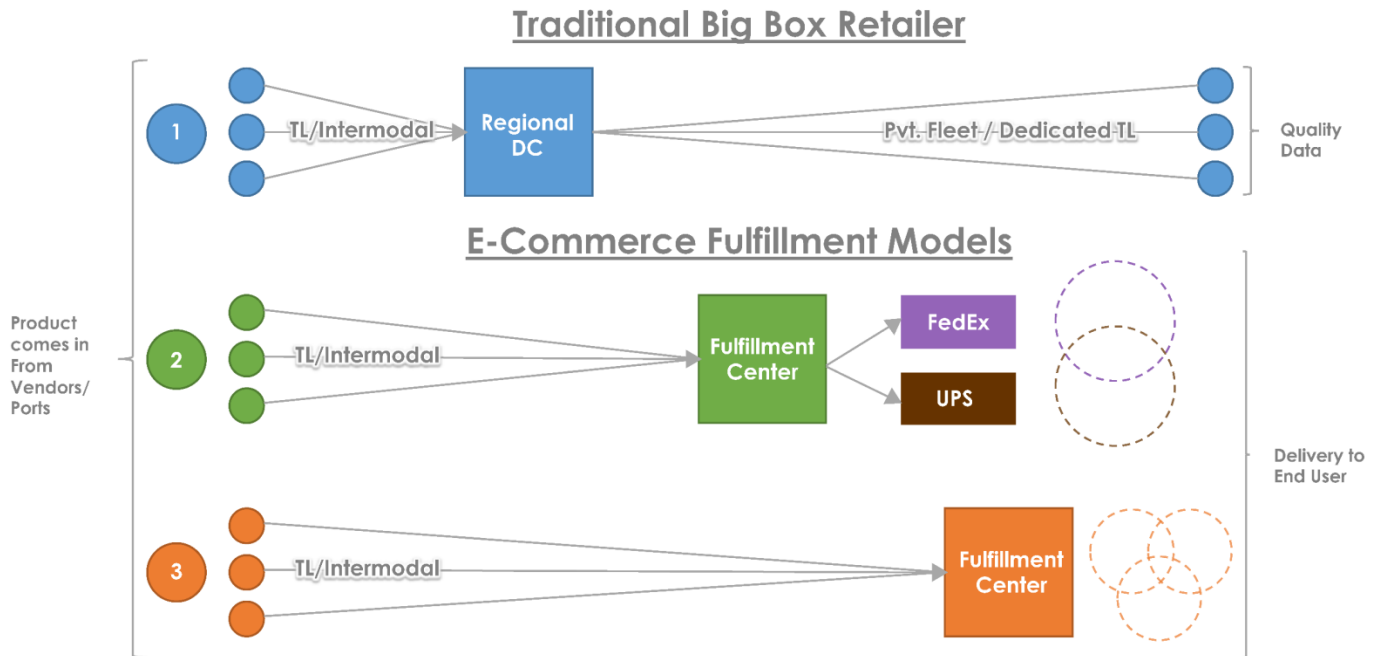 Traditional Big Box Retailer
1
TL/Intermodal
Regional
DC
Pvt. Fleet / Dedicated TL
Quality
Data
E-Commerce Fulfillment Models
Product
comes in
From
Vendors/
Ports
2
TL/Intermodal
Fulfillment
Center
FedEx
UPS
Delivery to
End User
3
TL/Intermodal
Fulfillment
Center